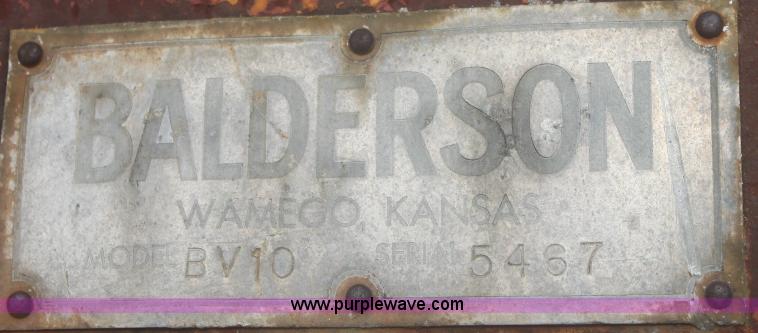 BALDERSON
WAMEGO, KANSAS
MODEL BV10 SERIAL 5467
www.purplewave.com